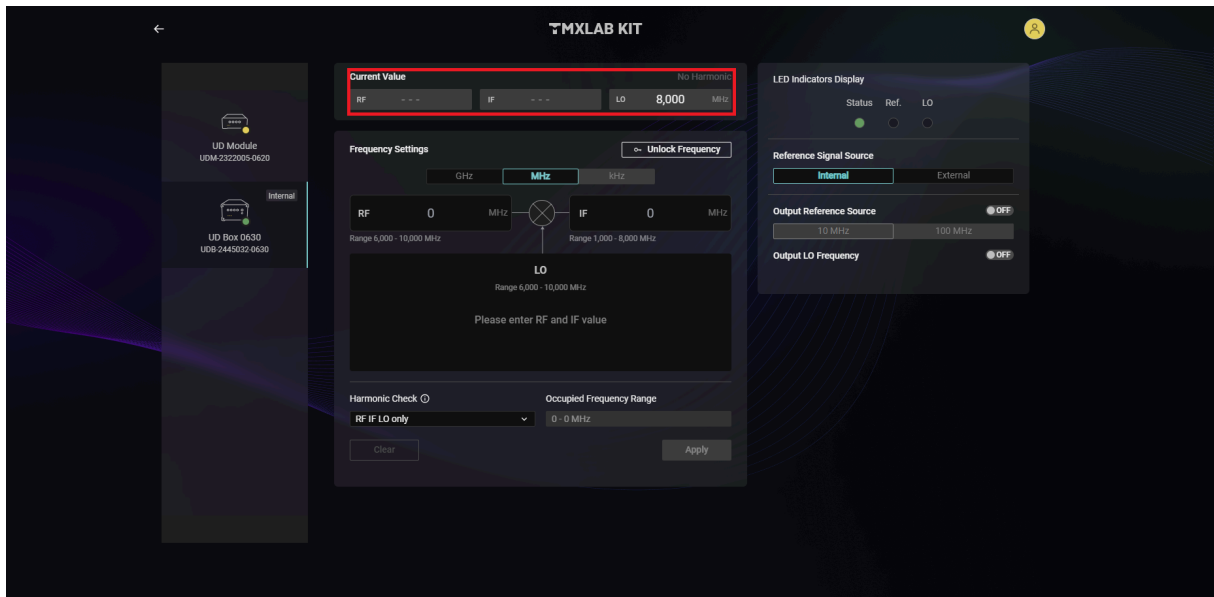 TMXLAB KIT
UD Module
UDM-2322005-0620
Internal
UD Box 0630
UDB-2445032-0630
Current Value
No Harmonic
RF - - - IF - - - LO 8,000 MHz
Frequency Settings
Unlock Frequency
GHz MHz kHz
RF 0 MHz IF 0 MHz
Range 6,000 - 10,000 MHz Range 1,000 - 8,000 MHz
LO
Range 6,000 - 10,000 MHz
Please enter RF and IF value
Harmonic Check Occupied Frequency Range
RF IF LO only 0 - 0 MHz
Clear Apply
LED Indicators Display
Status Ref. LO
Reference Signal Source
Internal External
Output Reference Source OFF
10 MHz 100 MHz
Output LO Frequency OFF